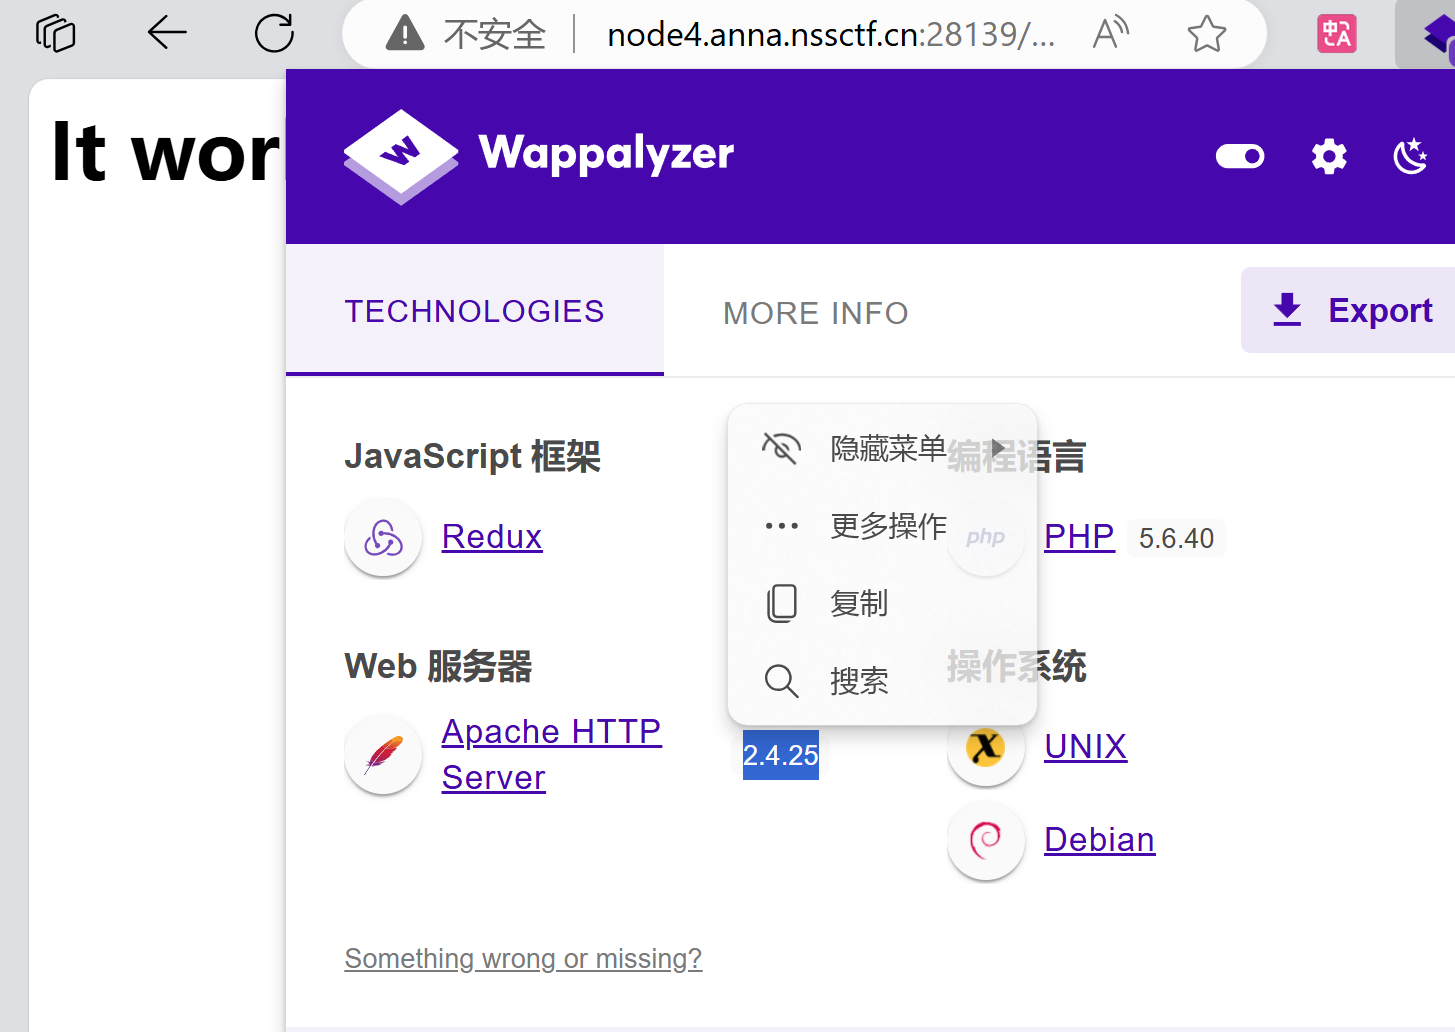 不安全
node4.anna.nssctf.cn:28139/...
It wor
Wappalyzer
TECHNOLOGIES
MORE INFO
Export
JavaScript 框架
Redux
隐藏菜单
更多操作
复制
搜索
编程语言
php
PHP 5.6.40
Web 服务器
Apache HTTP
Server
2.4.25
操作系统
UNIX
Debian
Something wrong or missing?